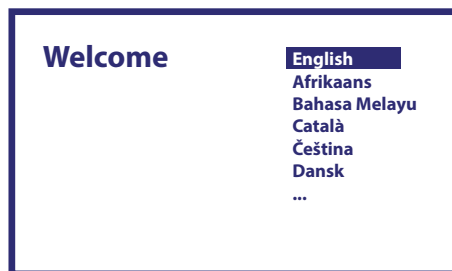 Welcome
English
Afrikaans
Bahasa Melayu
Català
Čeština
Dansk
...